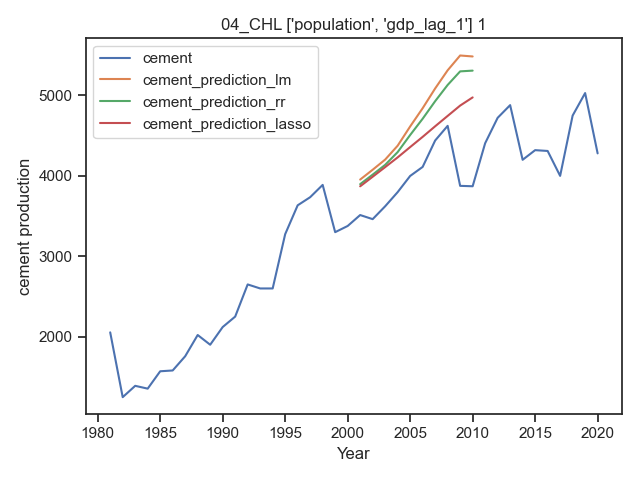 04_CHL ['population', 'gdp_lag_1'] 1
cement
cement_prediction_lm
cement_prediction_rr
cement_prediction_lasso
cement production
5000
4000
3000
2000
1980 1985 1990 1995 2000 2005 2010 2015 2020
Year